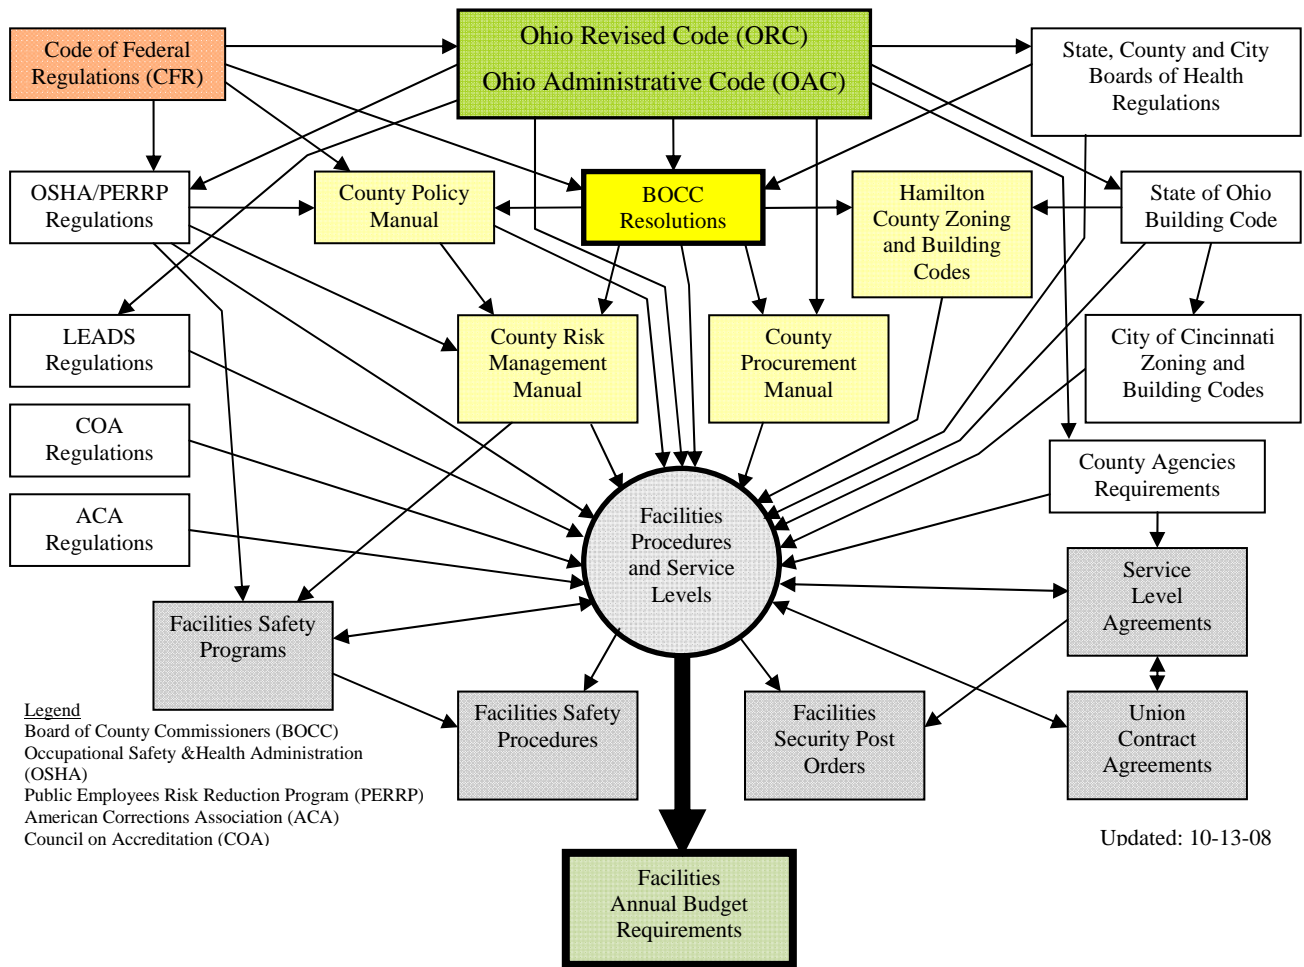 Code of Federal
Regulations (CFR)
Ohio Revised Code (ORC)
Ohio Administrative Code (OAC)
State, County and City
Boards of Health
Regulations
OSHA/PERRP
Regulations
County Policy
Manual
BOCC
Resolutions
Hamilton
County Zoning
and Building
Codes
State of Ohio
Building Code
LEADS
Regulations
County Risk
Management
Manual
County
Procurement
Manual
City of Cincinnati
Zoning and
Building Codes
COA
Regulations
County Agencies
Requirements
ACA
Regulations
Facilities
Procedures
and Service
Levels
Service
Level
Agreements
Facilities Safety
Programs
Facilities Safety
Procedures
Facilities
Security Post
Orders
Union
Contract
Agreements
Legend
Board of County Commissioners (BOCC)
Occupational Safety &Health Administration
(OSHA)
Public Employees Risk Reduction Program (PERRP)
American Corrections Association (ACA)
Council on Accreditation (COA)
Updated: 10-13-08
Facilities
Annual Budget
Requirements